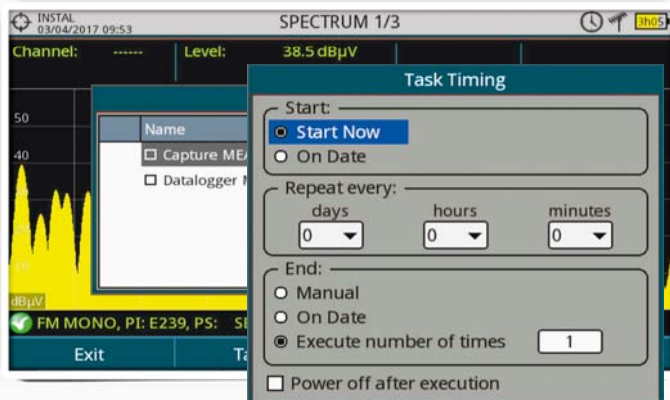 INSTAL
03/04/2017 09:53
SPECTRUM 1/3
3h05
Channel: ------ Level: 38.5 dBµV
50
40
dBµV
Name
Capture MEA
Datalogger
FM MONO, PI: E239, PS:
Exit
Task Timing
Start:
Start Now
On Date
Repeat every:
days hours minutes
0 0 0
End:
Manual
On Date
Execute number of times 1
Power off after execution